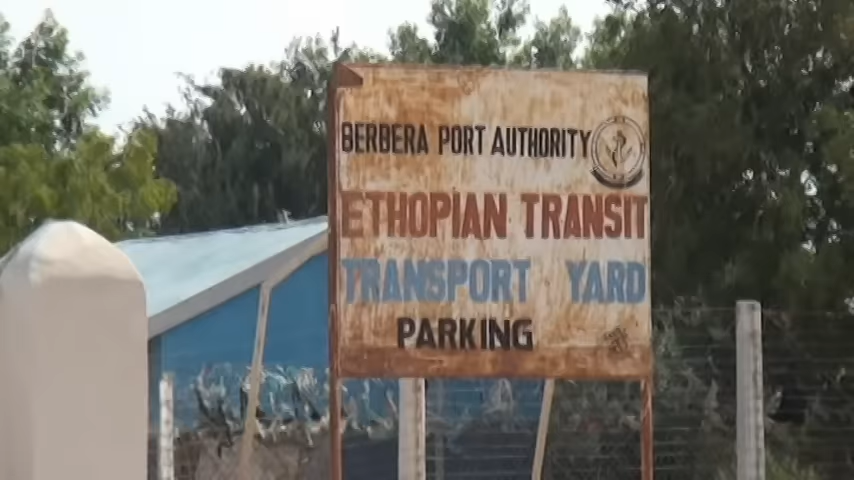 BERBERA PORT AUTHORITY
ETHOPIAN TRANSIT
TRANSPORT YARD
PARKING